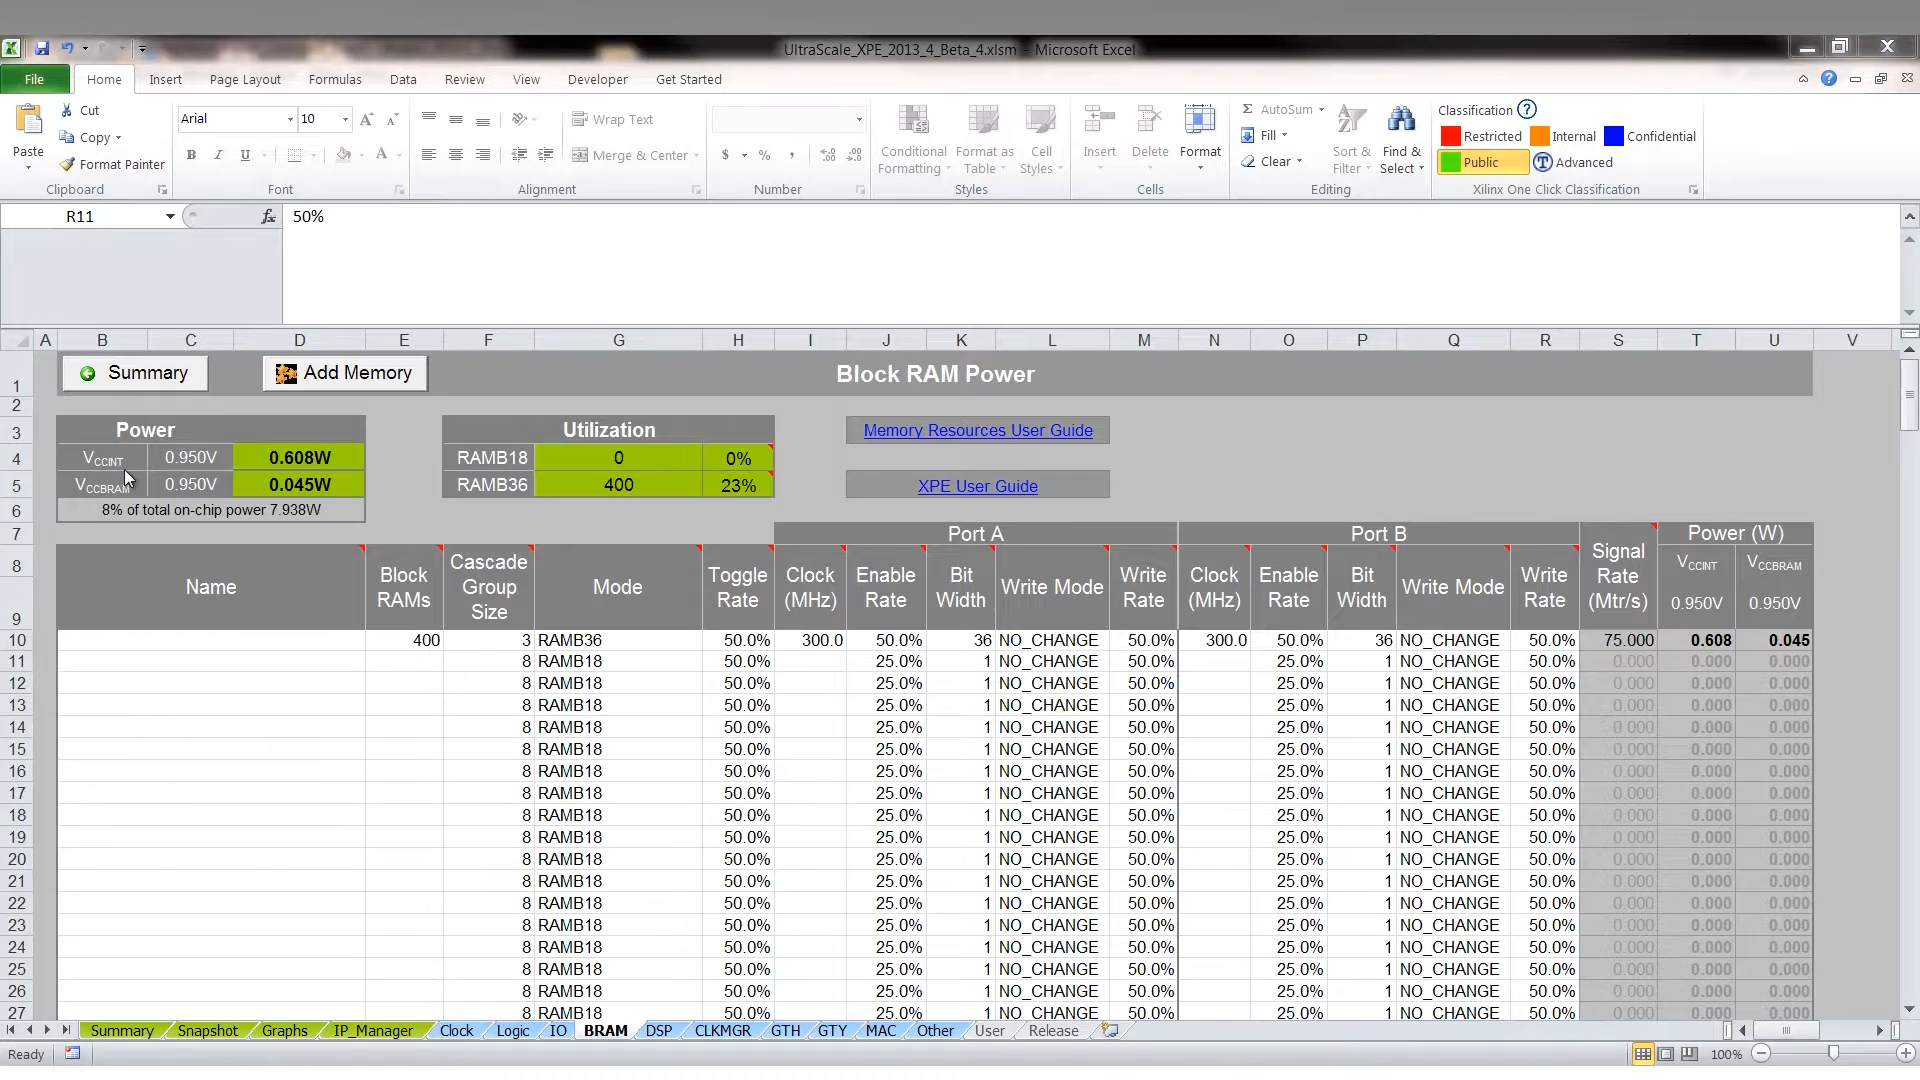 UltraScale_XPE_2013_4_Beta_4.xlsm - Microsoft Excel
File Home Insert Page Layout Formulas Data Review View Developer Get Started
Cut
Copy
Format Painter
Paste
Clipboard
Arial 10
B I U A
Font
Wrap Text
Merge & Center
Alignment
$ % ,
Number
Conditional Formatting
Format as Table
Cell Styles
Styles
Insert Delete Format
Cells
Σ AutoSum
Fill
Clear
Sort & Filter
Find & Select
Editing
Classification
Restricted Internal Confidential
Public Advanced
Xilinx One Click Classification
R11 fx 50%
A B C D E F G H I J K L M N O P Q R S T U V
1 Summary Add Memory Block RAM Power
2
3 Power Utilization Memory Resources User Guide
4 VCCINT 0.950V 0.608W RAMB18 0 0%
5 VCCBRAM 0.950V 0.045W RAMB36 400 23% XPE User Guide
6 8% of total on-chip power 7.938W
7 Port A Port B Power (W)
8 VCCINT VCCBRAM
9 Name Block RAMs Cascade Group Size Mode Toggle Rate Clock (MHz) Enable Rate Bit Width Write Mode Write Rate Clock (MHz) Enable Rate Bit Width Write Mode Write Rate Signal Rate (Mtr/s) 0.950V 0.950V
10 400 3 RAMB36 50.0% 300.0 50.0% 36 NO_CHANGE 50.0% 300.0 50.0% 36 NO_CHANGE 50.0% 75.000 0.608 0.045
11 8 RAMB18 50.0% 25.0% 1 NO_CHANGE 50.0% 25.0% 1 NO_CHANGE 50.0% 0.000 0.000 0.000
12 8 RAMB18 50.0% 25.0% 1 NO_CHANGE 50.0% 25.0% 1 NO_CHANGE 50.0% 0.000 0.000 0.000
13 8 RAMB18 50.0% 25.0% 1 NO_CHANGE 50.0% 25.0% 1 NO_CHANGE 50.0% 0.000 0.000 0.000
14 8 RAMB18 50.0% 25.0% 1 NO_CHANGE 50.0% 25.0% 1 NO_CHANGE 50.0% 0.000 0.000 0.000
15 8 RAMB18 50.0% 25.0% 1 NO_CHANGE 50.0% 25.0% 1 NO_CHANGE 50.0% 0.000 0.000 0.000
16 8 RAMB18 50.0% 25.0% 1 NO_CHANGE 50.0% 25.0% 1 NO_CHANGE 50.0% 0.000 0.000 0.000
17 8 RAMB18 50.0% 25.0% 1 NO_CHANGE 50.0% 25.0% 1 NO_CHANGE 50.0% 0.000 0.000 0.000
18 8 RAMB18 50.0% 25.0% 1 NO_CHANGE 50.0% 25.0% 1 NO_CHANGE 50.0% 0.000 0.000 0.000
19 8 RAMB18 50.0% 25.0% 1 NO_CHANGE 50.0% 25.0% 1 NO_CHANGE 50.0% 0.000 0.000 0.000
20 8 RAMB18 50.0% 25.0% 1 NO_CHANGE 50.0% 25.0% 1 NO_CHANGE 50.0% 0.000 0.000 0.000
21 8 RAMB18 50.0% 25.0% 1 NO_CHANGE 50.0% 25.0% 1 NO_CHANGE 50.0% 0.000 0.000 0.000
22 8 RAMB18 50.0% 25.0% 1 NO_CHANGE 50.0% 25.0% 1 NO_CHANGE 50.0% 0.000 0.000 0.000
23 8 RAMB18 50.0% 25.0% 1 NO_CHANGE 50.0% 25.0% 1 NO_CHANGE 50.0% 0.000 0.000 0.000
24 8 RAMB18 50.0% 25.0% 1 NO_CHANGE 50.0% 25.0% 1 NO_CHANGE 50.0% 0.000 0.000 0.000
25 8 RAMB18 50.0% 25.0% 1 NO_CHANGE 50.0% 25.0% 1 NO_CHANGE 50.0% 0.000 0.000 0.000
26 8 RAMB18 50.0% 25.0% 1 NO_CHANGE 50.0% 25.0% 1 NO_CHANGE 50.0% 0.000 0.000 0.000
27 8 RAMB18 50.0% 25.0% 1 NO_CHANGE 50.0% 25.0% 1 NO_CHANGE 50.0% 0.000 0.000 0.000
Summary Snapshot Graphs IP_Manager Clock Logic IO BRAM DSP CLKMGR GTH GTY MAC Other User Release
Ready 100%